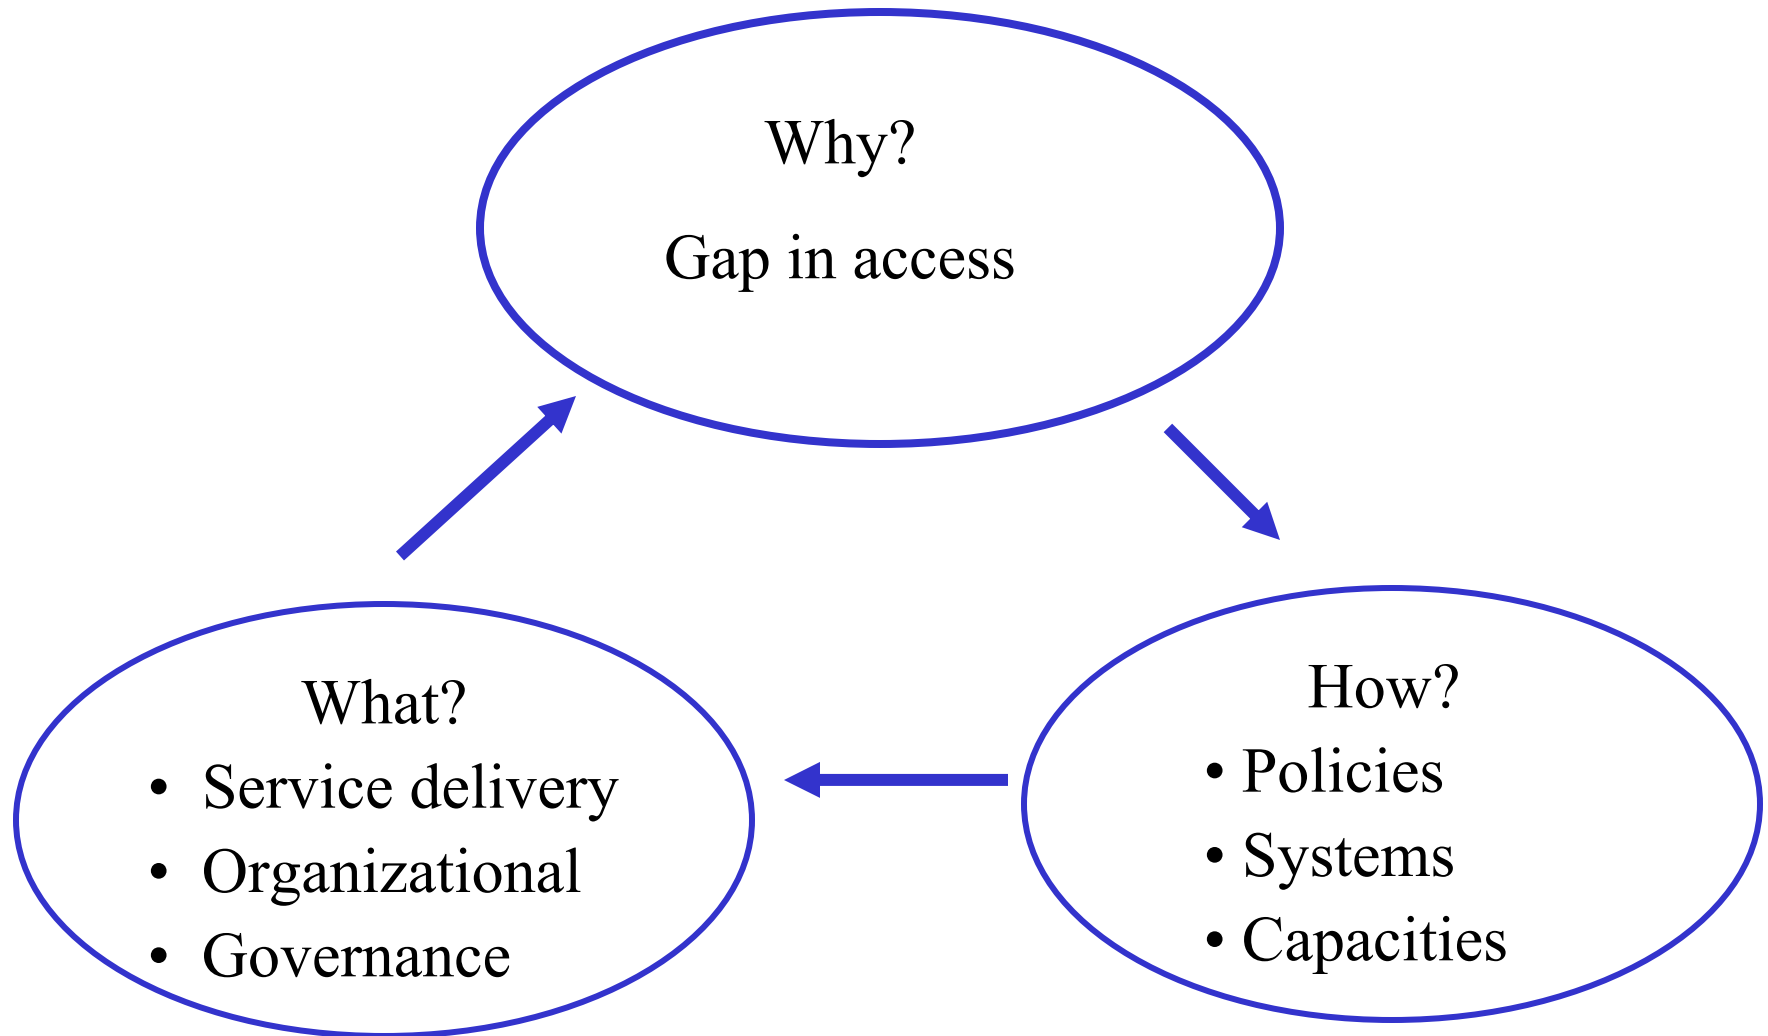 Why?
Gap in access
What?
• Service delivery
• Organizational
• Governance
How?
• Policies
• Systems
• Capacities